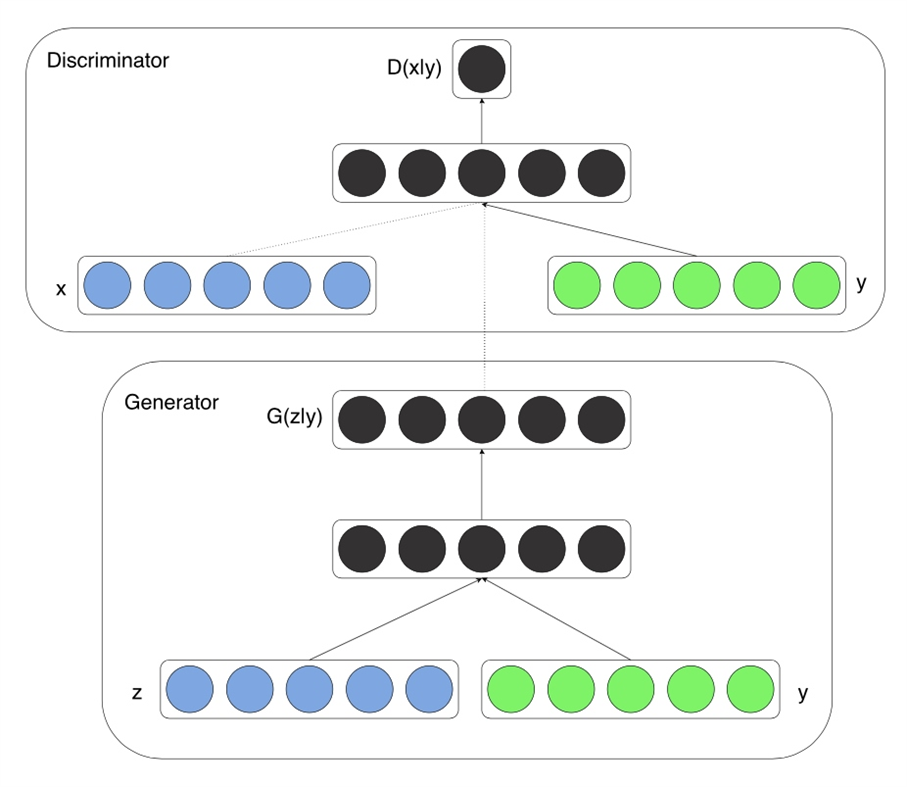 Discriminator
D(x|y)
x
y
Generator
G(z|y)
z
y